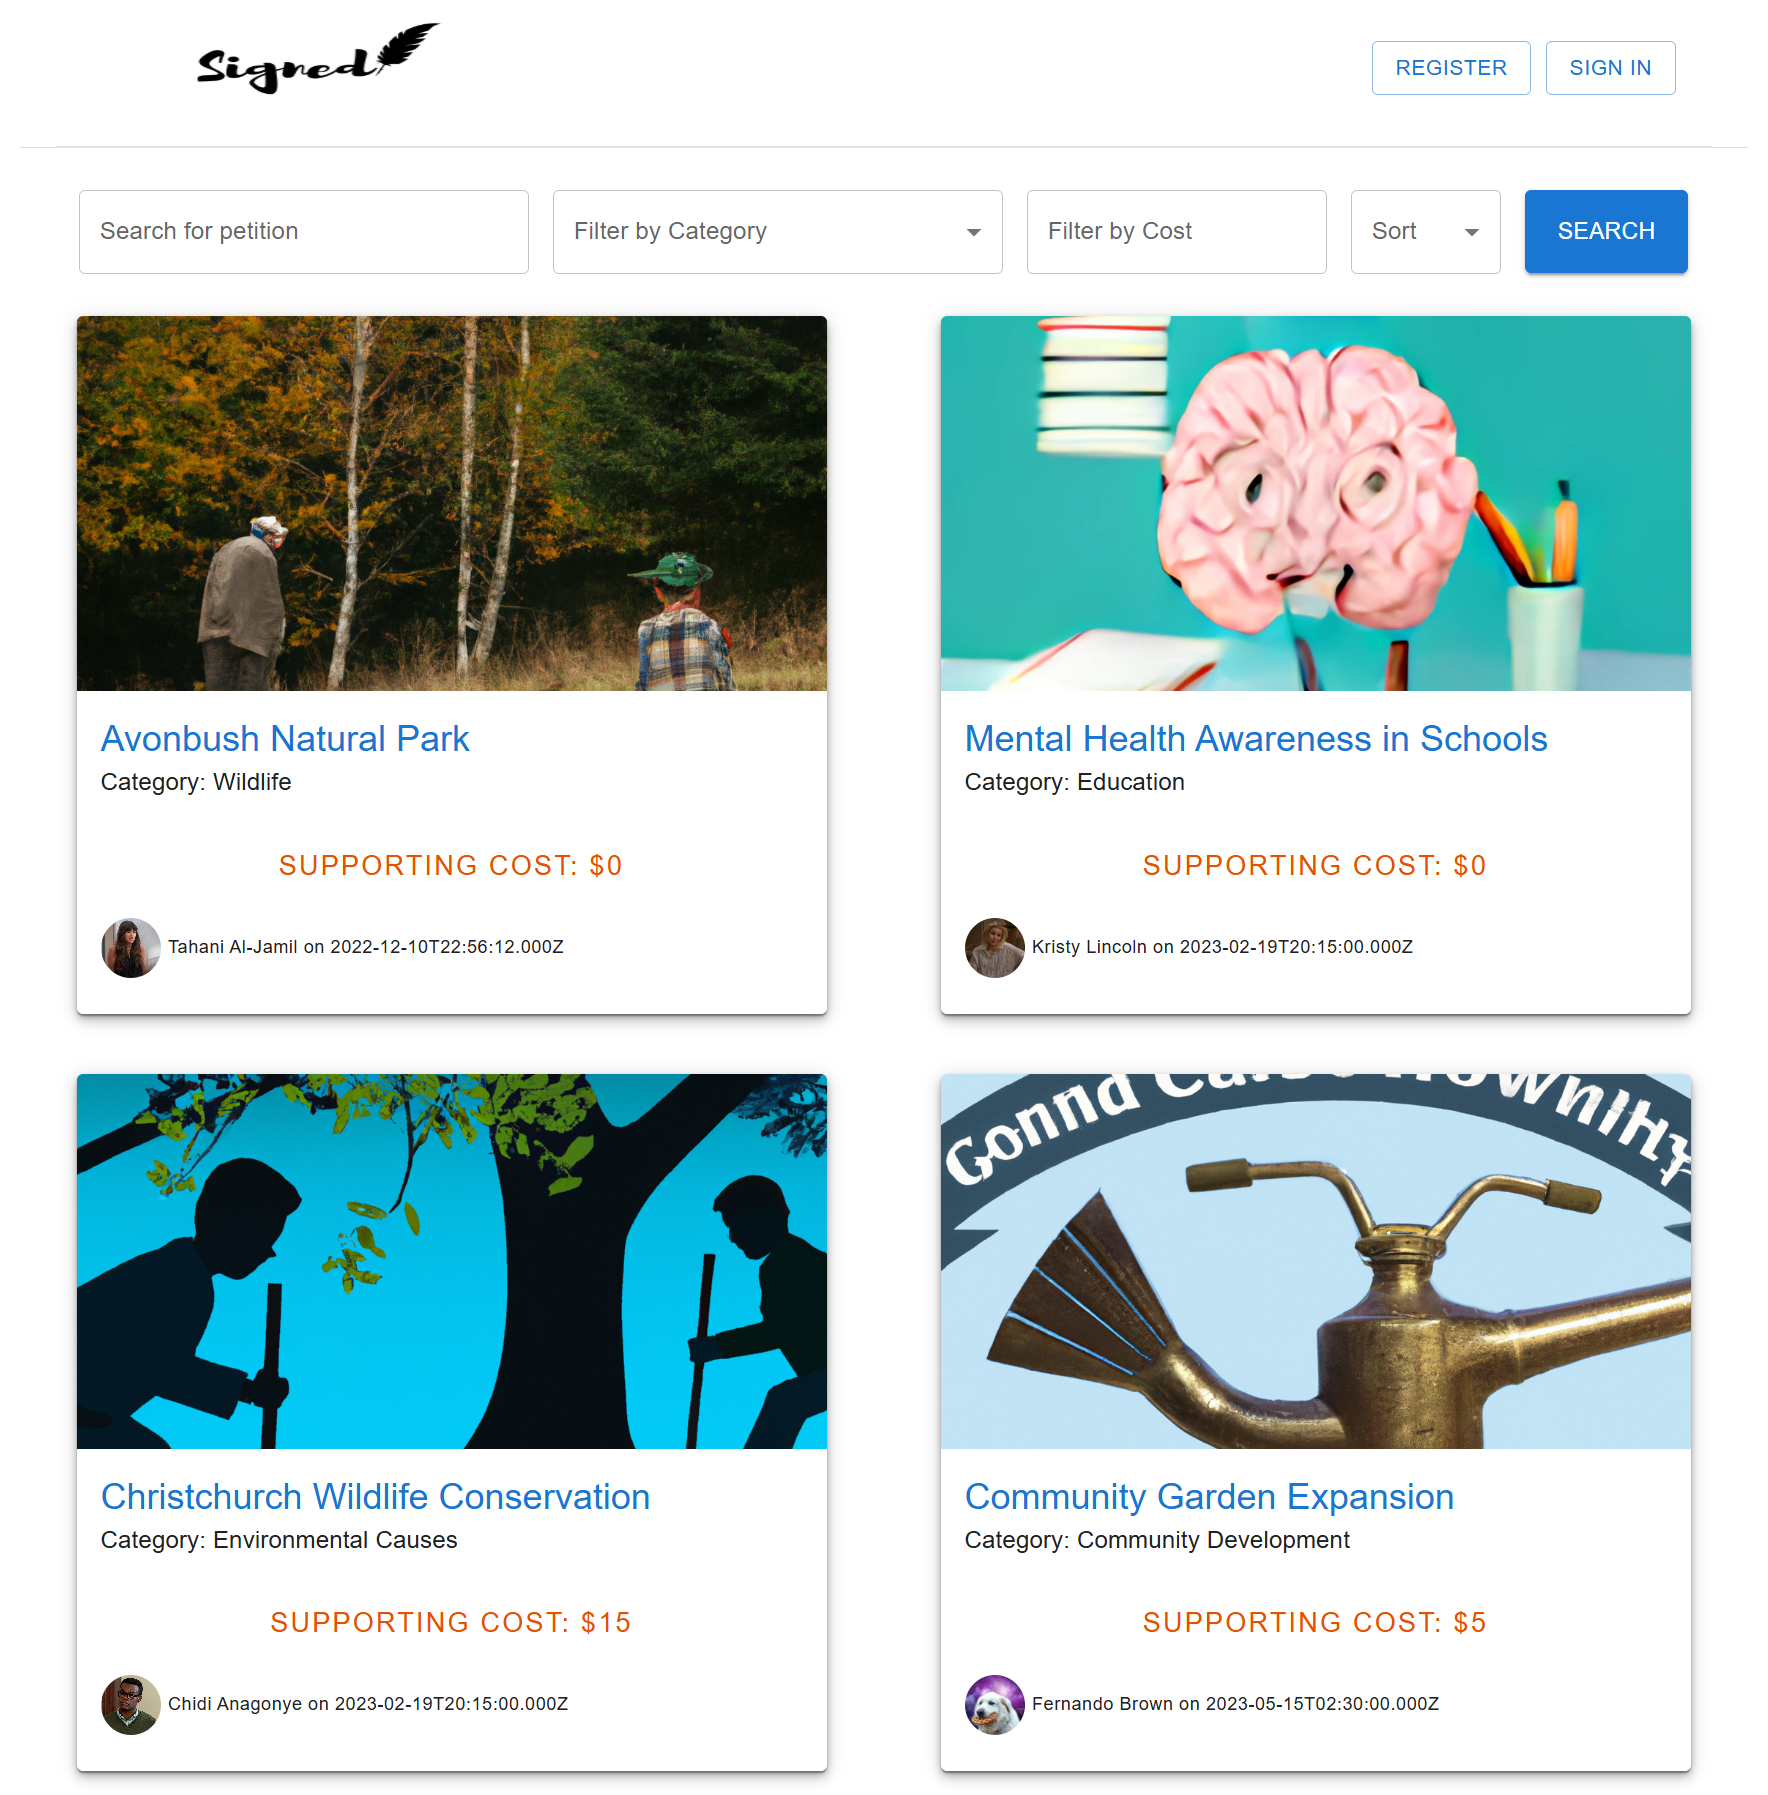 Signed
REGISTER
SIGN IN
Search for petition
Filter by Category
Filter by Cost
Sort
SEARCH
Avonbush Natural Park
Category: Wildlife
SUPPORTING COST: $0
Tahani Al-Jamil on 2022-12-10T22:56:12.000Z
Mental Health Awareness in Schools
Category: Education
SUPPORTING COST: $0
Kristy Lincoln on 2023-02-19T20:15:00.000Z
Christchurch Wildlife Conservation
Category: Environmental Causes
SUPPORTING COST: $15
Chidi Anagonye on 2023-02-19T20:15:00.000Z
Community Garden Expansion
Category: Community Development
SUPPORTING COST: $5
Fernando Brown on 2023-05-15T02:30:00.000Z